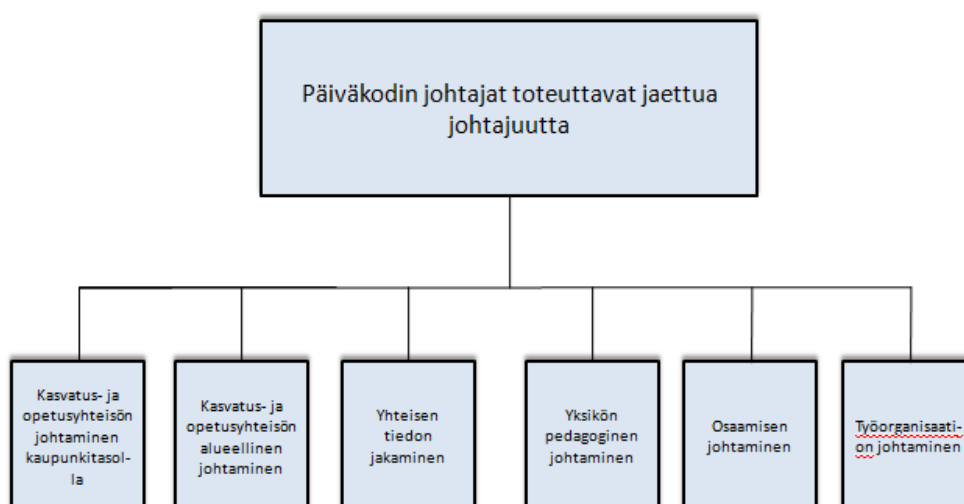 Päiväkodin johtajat toteuttavat jaettua
johtajuutta
Kasvatus- ja
opetusyhteisön
johtaminen
kaupunkitasol-
la
Kasvatus- ja
opetusyhteisön
alueellinen
johtaminen
Yhteisen
tiedon
jakaminen
Yksikön
pedagoginen
johtaminen
Osaamisen
johtaminen
Työorganisaati-
on johtaminen